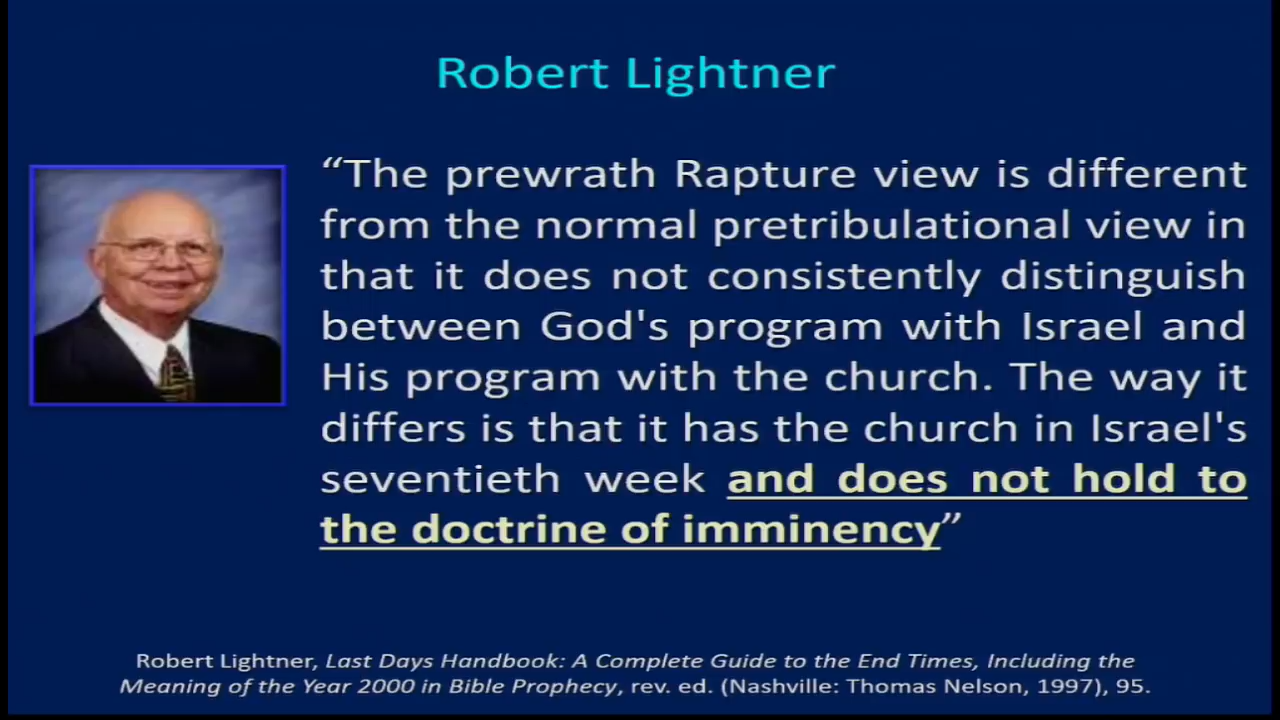 Robert Lightner
“The prewrath Rapture view is different
from the normal pretribulational view in
that it does not consistently distinguish
between God's program with Israel and
His program with the church. The way it
differs is that it has the church in Israel's
seventieth week and does not hold to
the doctrine of imminency”
Robert Lightner, Last Days Handbook: A Complete Guide to the End Times, Including the
Meaning of the Year 2000 in Bible Prophecy, rev. ed. (Nashville: Thomas Nelson, 1997), 95.